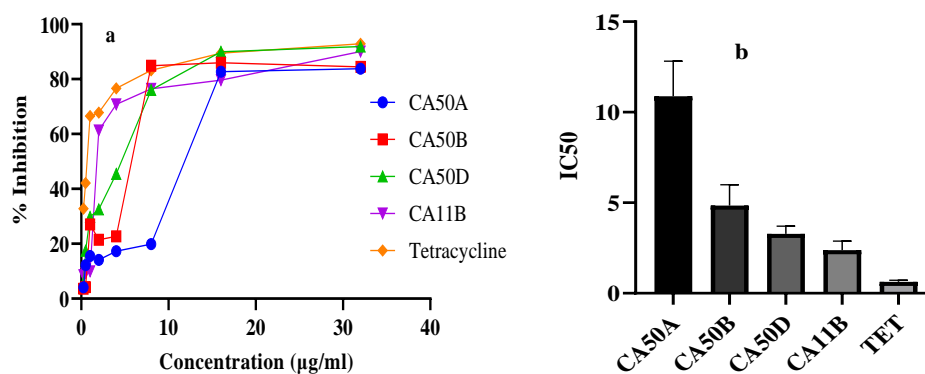 a
100
80
60
40
20
0
% Inhibition
0
10
20
30
40
Concentration (µg/ml)
CA50A
CA50B
CA50D
CA11B
Tetracycline
b
15
10
5
0
IC50
CA50A
CA50B
CA50D
CA11B
TET